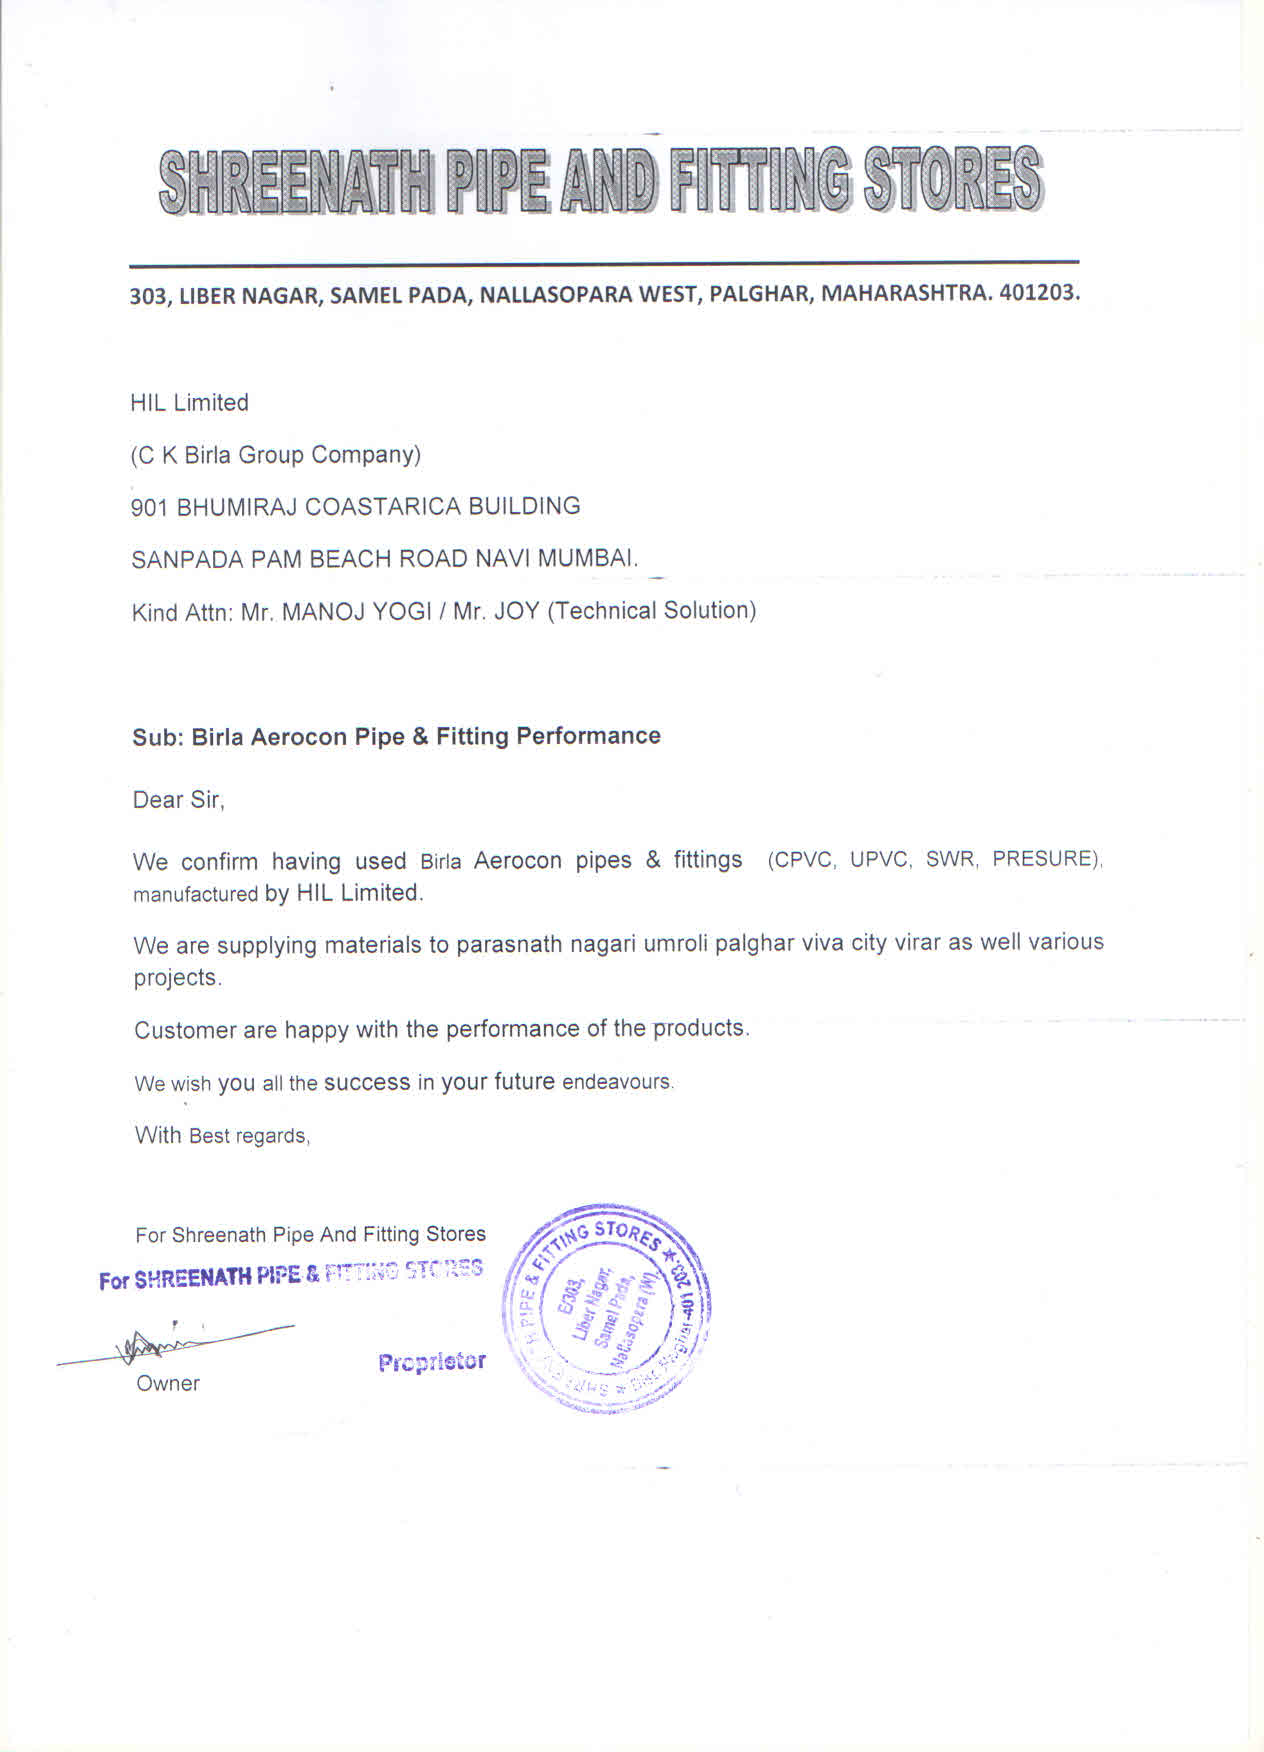 SHREENATH PIPE AND FITTING STORES
303, LIBER NAGAR, SAMEL PADA, NALLASOPARA WEST, PALGHAR, MAHARASHTRA. 401203.
HIL Limited
(C K Birla Group Company)
901 BHUMIRAJ COASTARICA BUILDING
SANPADA PAM BEACH ROAD NAVI MUMBAI.
Kind Attn: Mr. MANOJ YOGI / Mr. JOY (Technical Solution)
Sub: Birla Aerocon Pipe & Fitting Performance
Dear Sir,
We confirm having used Birla Aerocon pipes & fittings (CPVC, UPVC, SWR, PRESURE),
manufactured by HIL Limited.
We are supplying materials to parasnath nagari umroli palghar viva city virar as well various
projects.
Customer are happy with the performance of the products.
We wish you all the success in your future endeavours.
With Best regards,
For Shreenath Pipe And Fitting Stores
For SHREENATH PIPE & FITTING STORES
Proprietor
Owner
PIPE & FITTING STORES ★ 401 203.
E/303,
Liber Nagar,
Samel Pada,
Nallasopara (W),